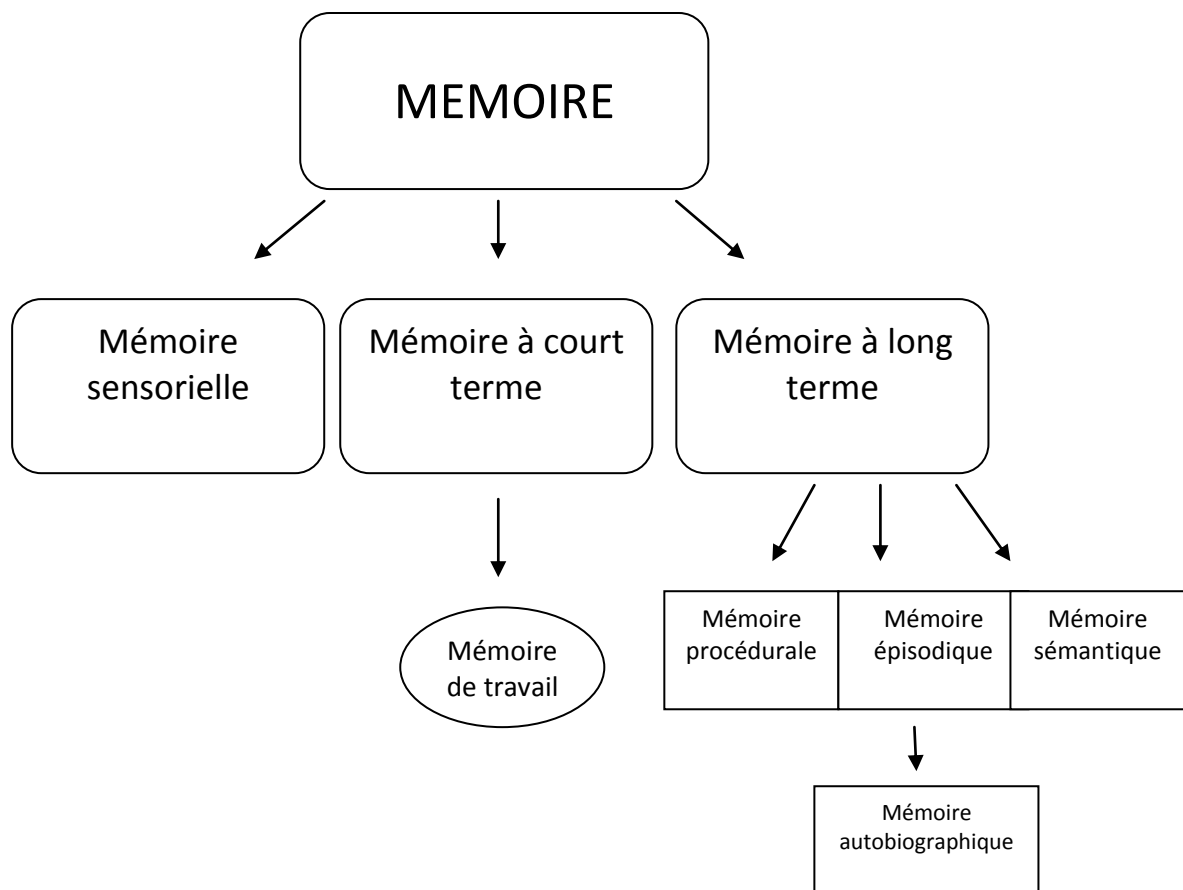 MEMOIRE
Mémoire
sensorielle
Mémoire à court
terme
Mémoire à long
terme
Mémoire
de travail
Mémoire
procédurale
Mémoire
épisodique
Mémoire
sémantique
Mémoire
autobiographique